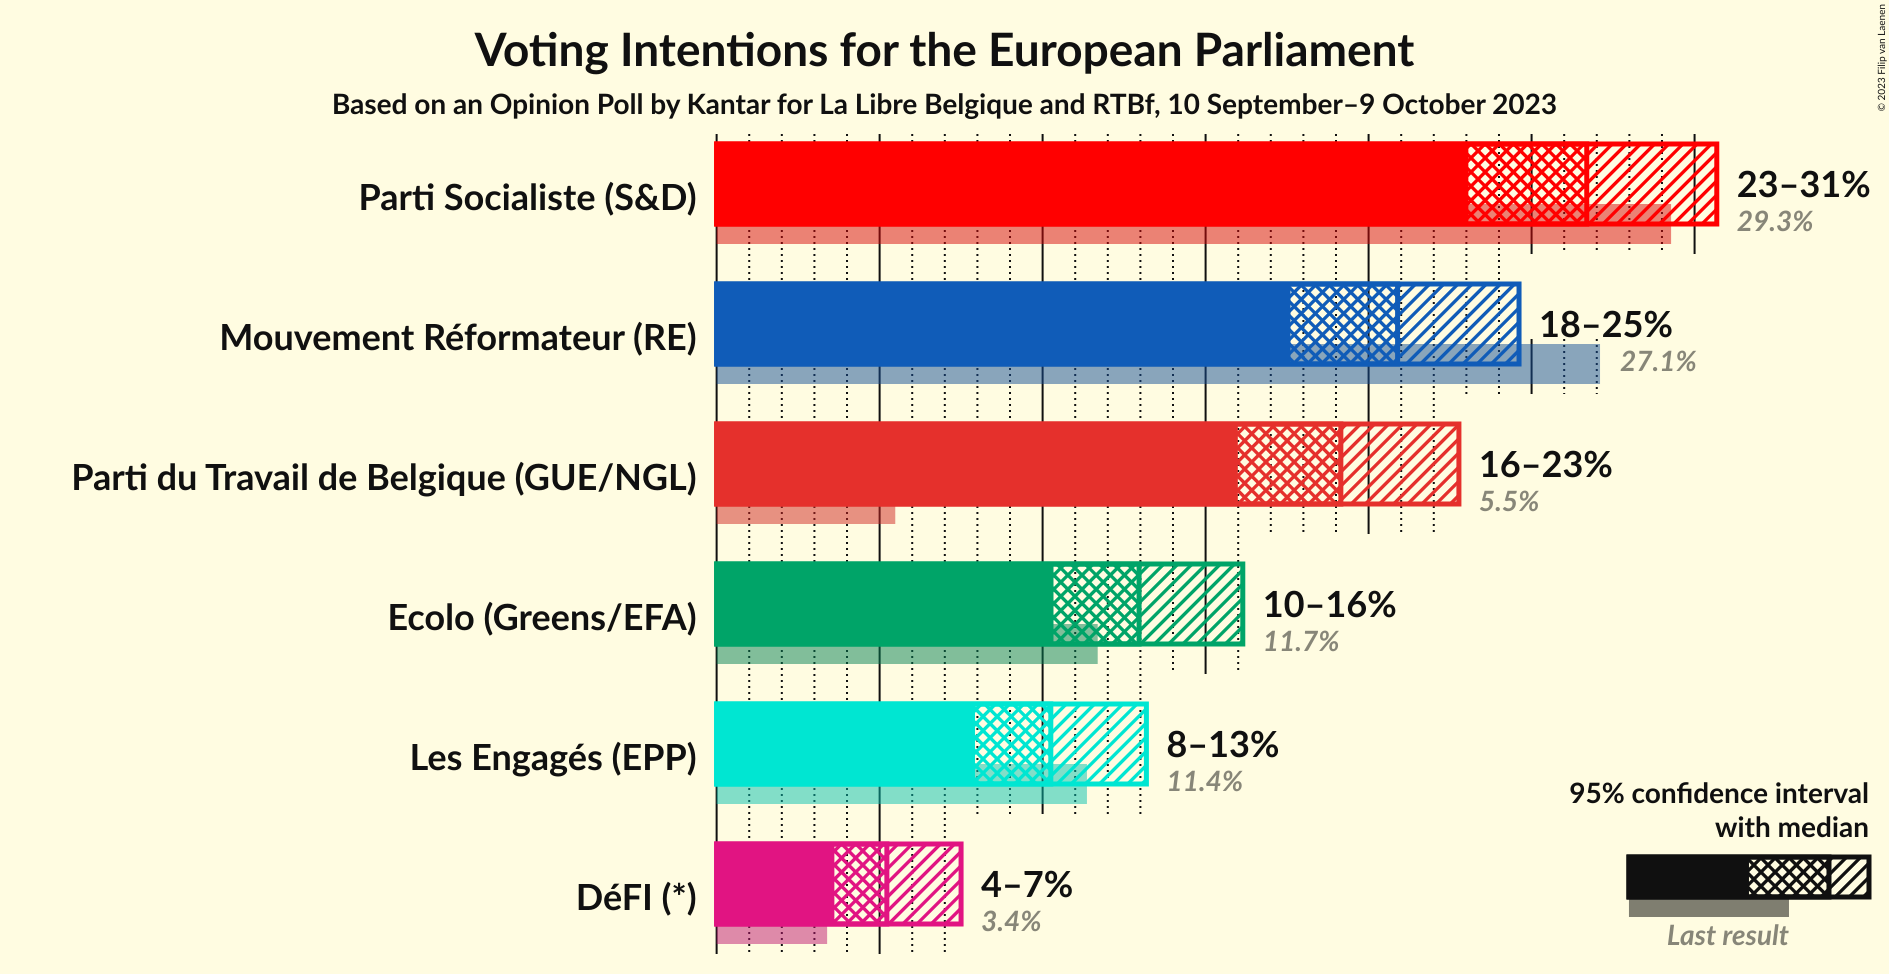 Voting Intentions for the European Parliament
Based on an Opinion Poll by Kantar for La Libre Belgique and RTBf, 10 September–9 October 2023
© 2023 Filip van Laenen
Parti Socialiste (S&D)
23–31%
29.3%
Mouvement Réformateur (RE)
18–25%
27.1%
Parti du Travail de Belgique (GUE/NGL)
16–23%
5.5%
Ecolo (Greens/EFA)
10–16%
11.7%
Les Engagés (EPP)
8–13%
11.4%
DéFI (*)
4–7%
3.4%
95% confidence interval
with median
Last result